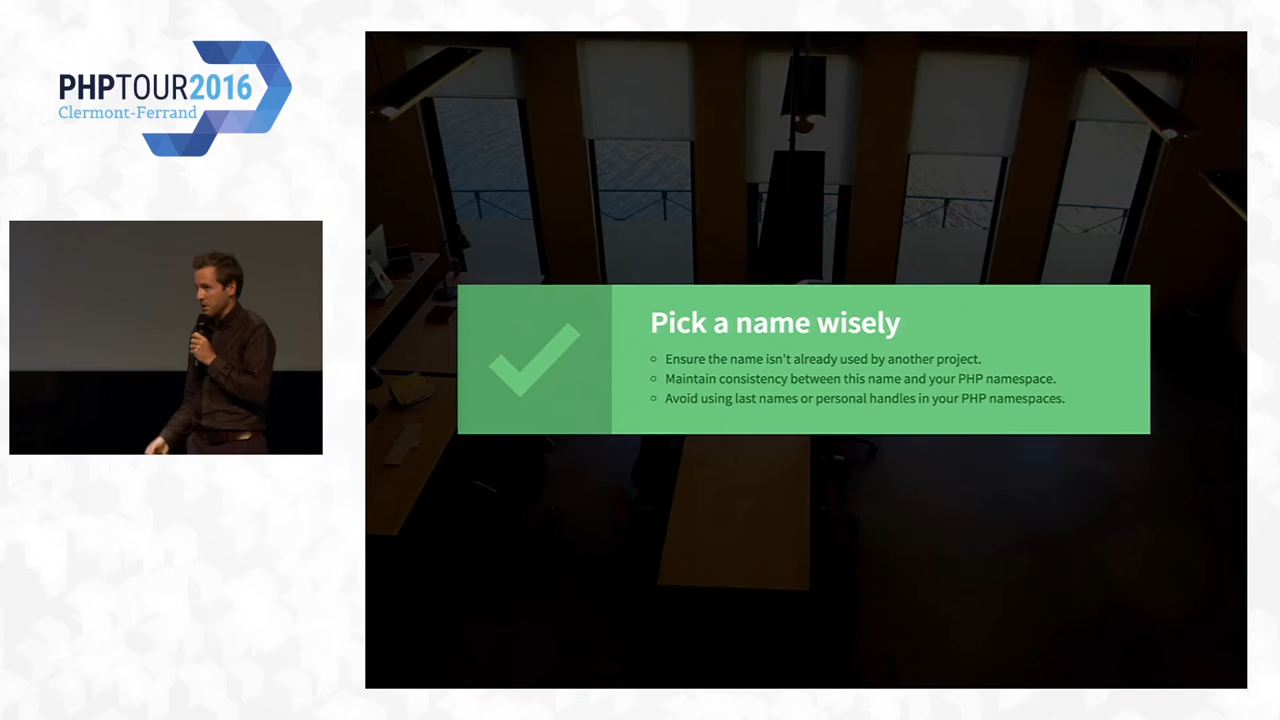 PHPTOUR2016
Clermont-Ferrand
Pick a name wisely
Ensure the name isn't already used by another project.
Maintain consistency between this name and your PHP namespace.
Avoid using last names or personal handles in your PHP namespaces.